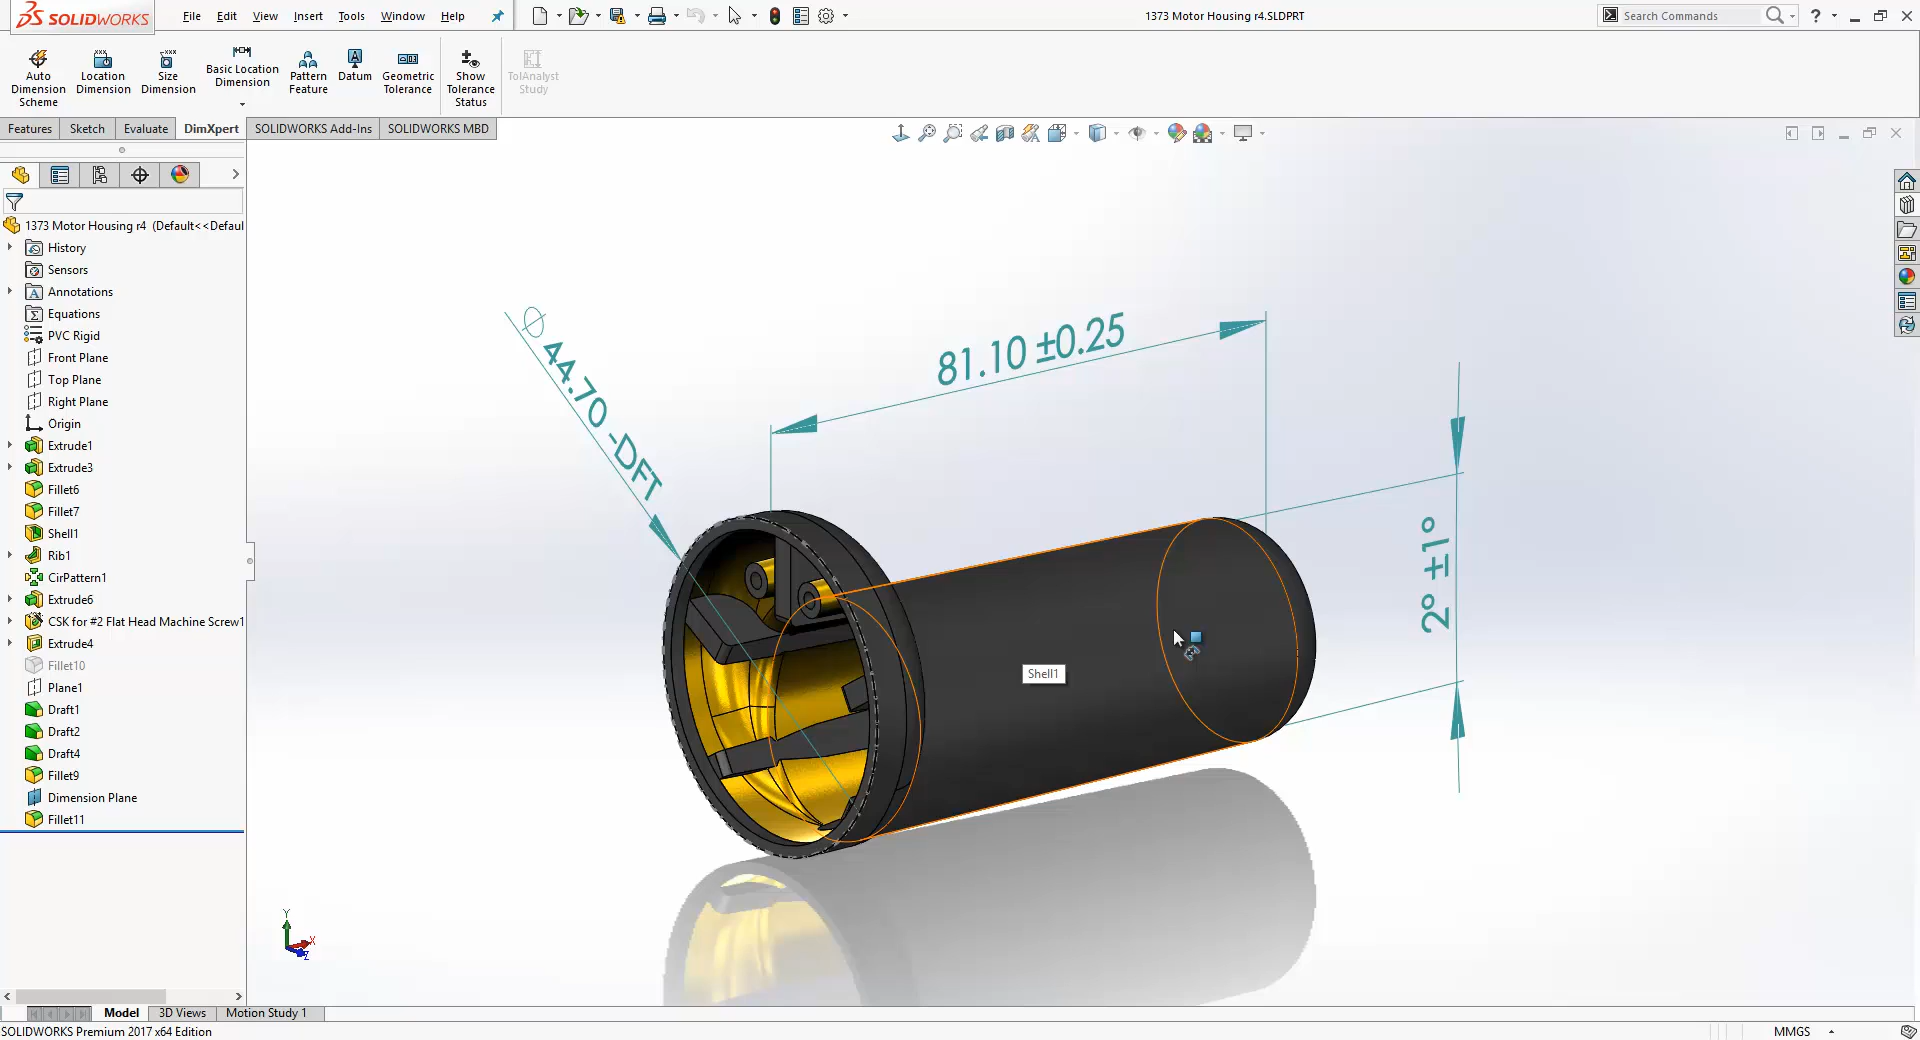 SOLIDWORKS
File Edit View Insert Tools Window Help
1373 Motor Housing r4.SLDPRT
Search Commands
?
Auto Dimension Scheme
Location Dimension
Size Dimension
Basic Location Dimension
Pattern Feature
Datum
Geometric Tolerance
Show Tolerance Status
TolAnalyst Study
Features Sketch Evaluate DimXpert SOLIDWORKS Add-Ins SOLIDWORKS MBD
1373 Motor Housing r4 (Default<<Defaul
History
Sensors
Annotations
Equations
PVC Rigid
Front Plane
Top Plane
Right Plane
Origin
Extrude1
Extrude3
Fillet6
Fillet7
Shell1
Rib1
CirPattern1
Extrude6
CSK for #2 Flat Head Machine Screw1
Extrude4
Fillet10
Plane1
Draft1
Draft2
Draft4
Fillet9
Dimension Plane
Fillet11
∅ 44.70 -DFT
81.10 ±0.25
2° ±1°
Shell1
Y
X
Z
Model 3D Views Motion Study 1
SOLIDWORKS Premium 2017 x64 Edition
MMGS